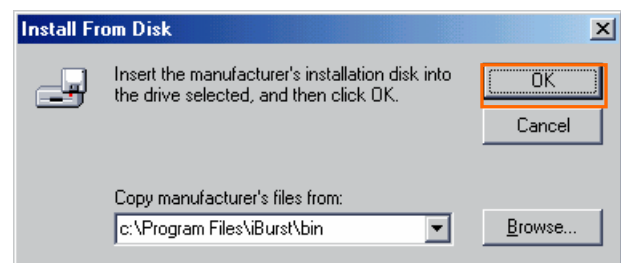 Install From Disk
Insert the manufacturer's installation disk into
the drive selected, and then click OK.
OK
Cancel
Copy manufacturer's files from:
c:\Program Files\iBurst\bin
Browse...